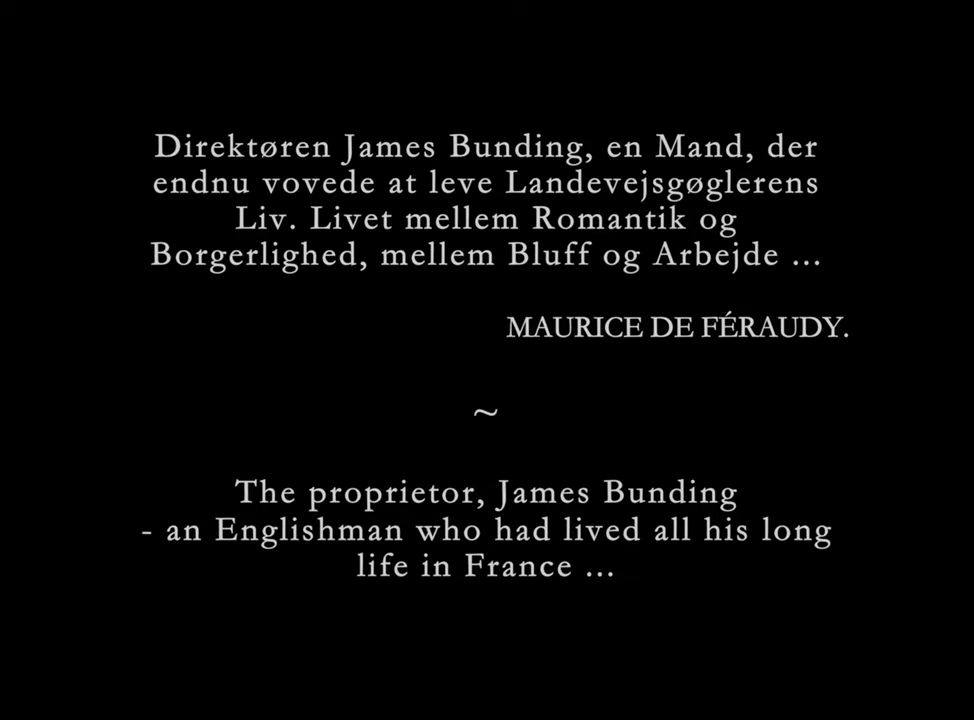 Direktøren James Bunding, en Mand, der
endnu vovede at leve Landevejsgøglerens
Liv. Livet mellem Romantik og
Borgerlighed, mellem Bluff og Arbejde ...
MAURICE DE FÉRAUDY.
~
The proprietor, James Bunding
- an Englishman who had lived all his long
life in France ...